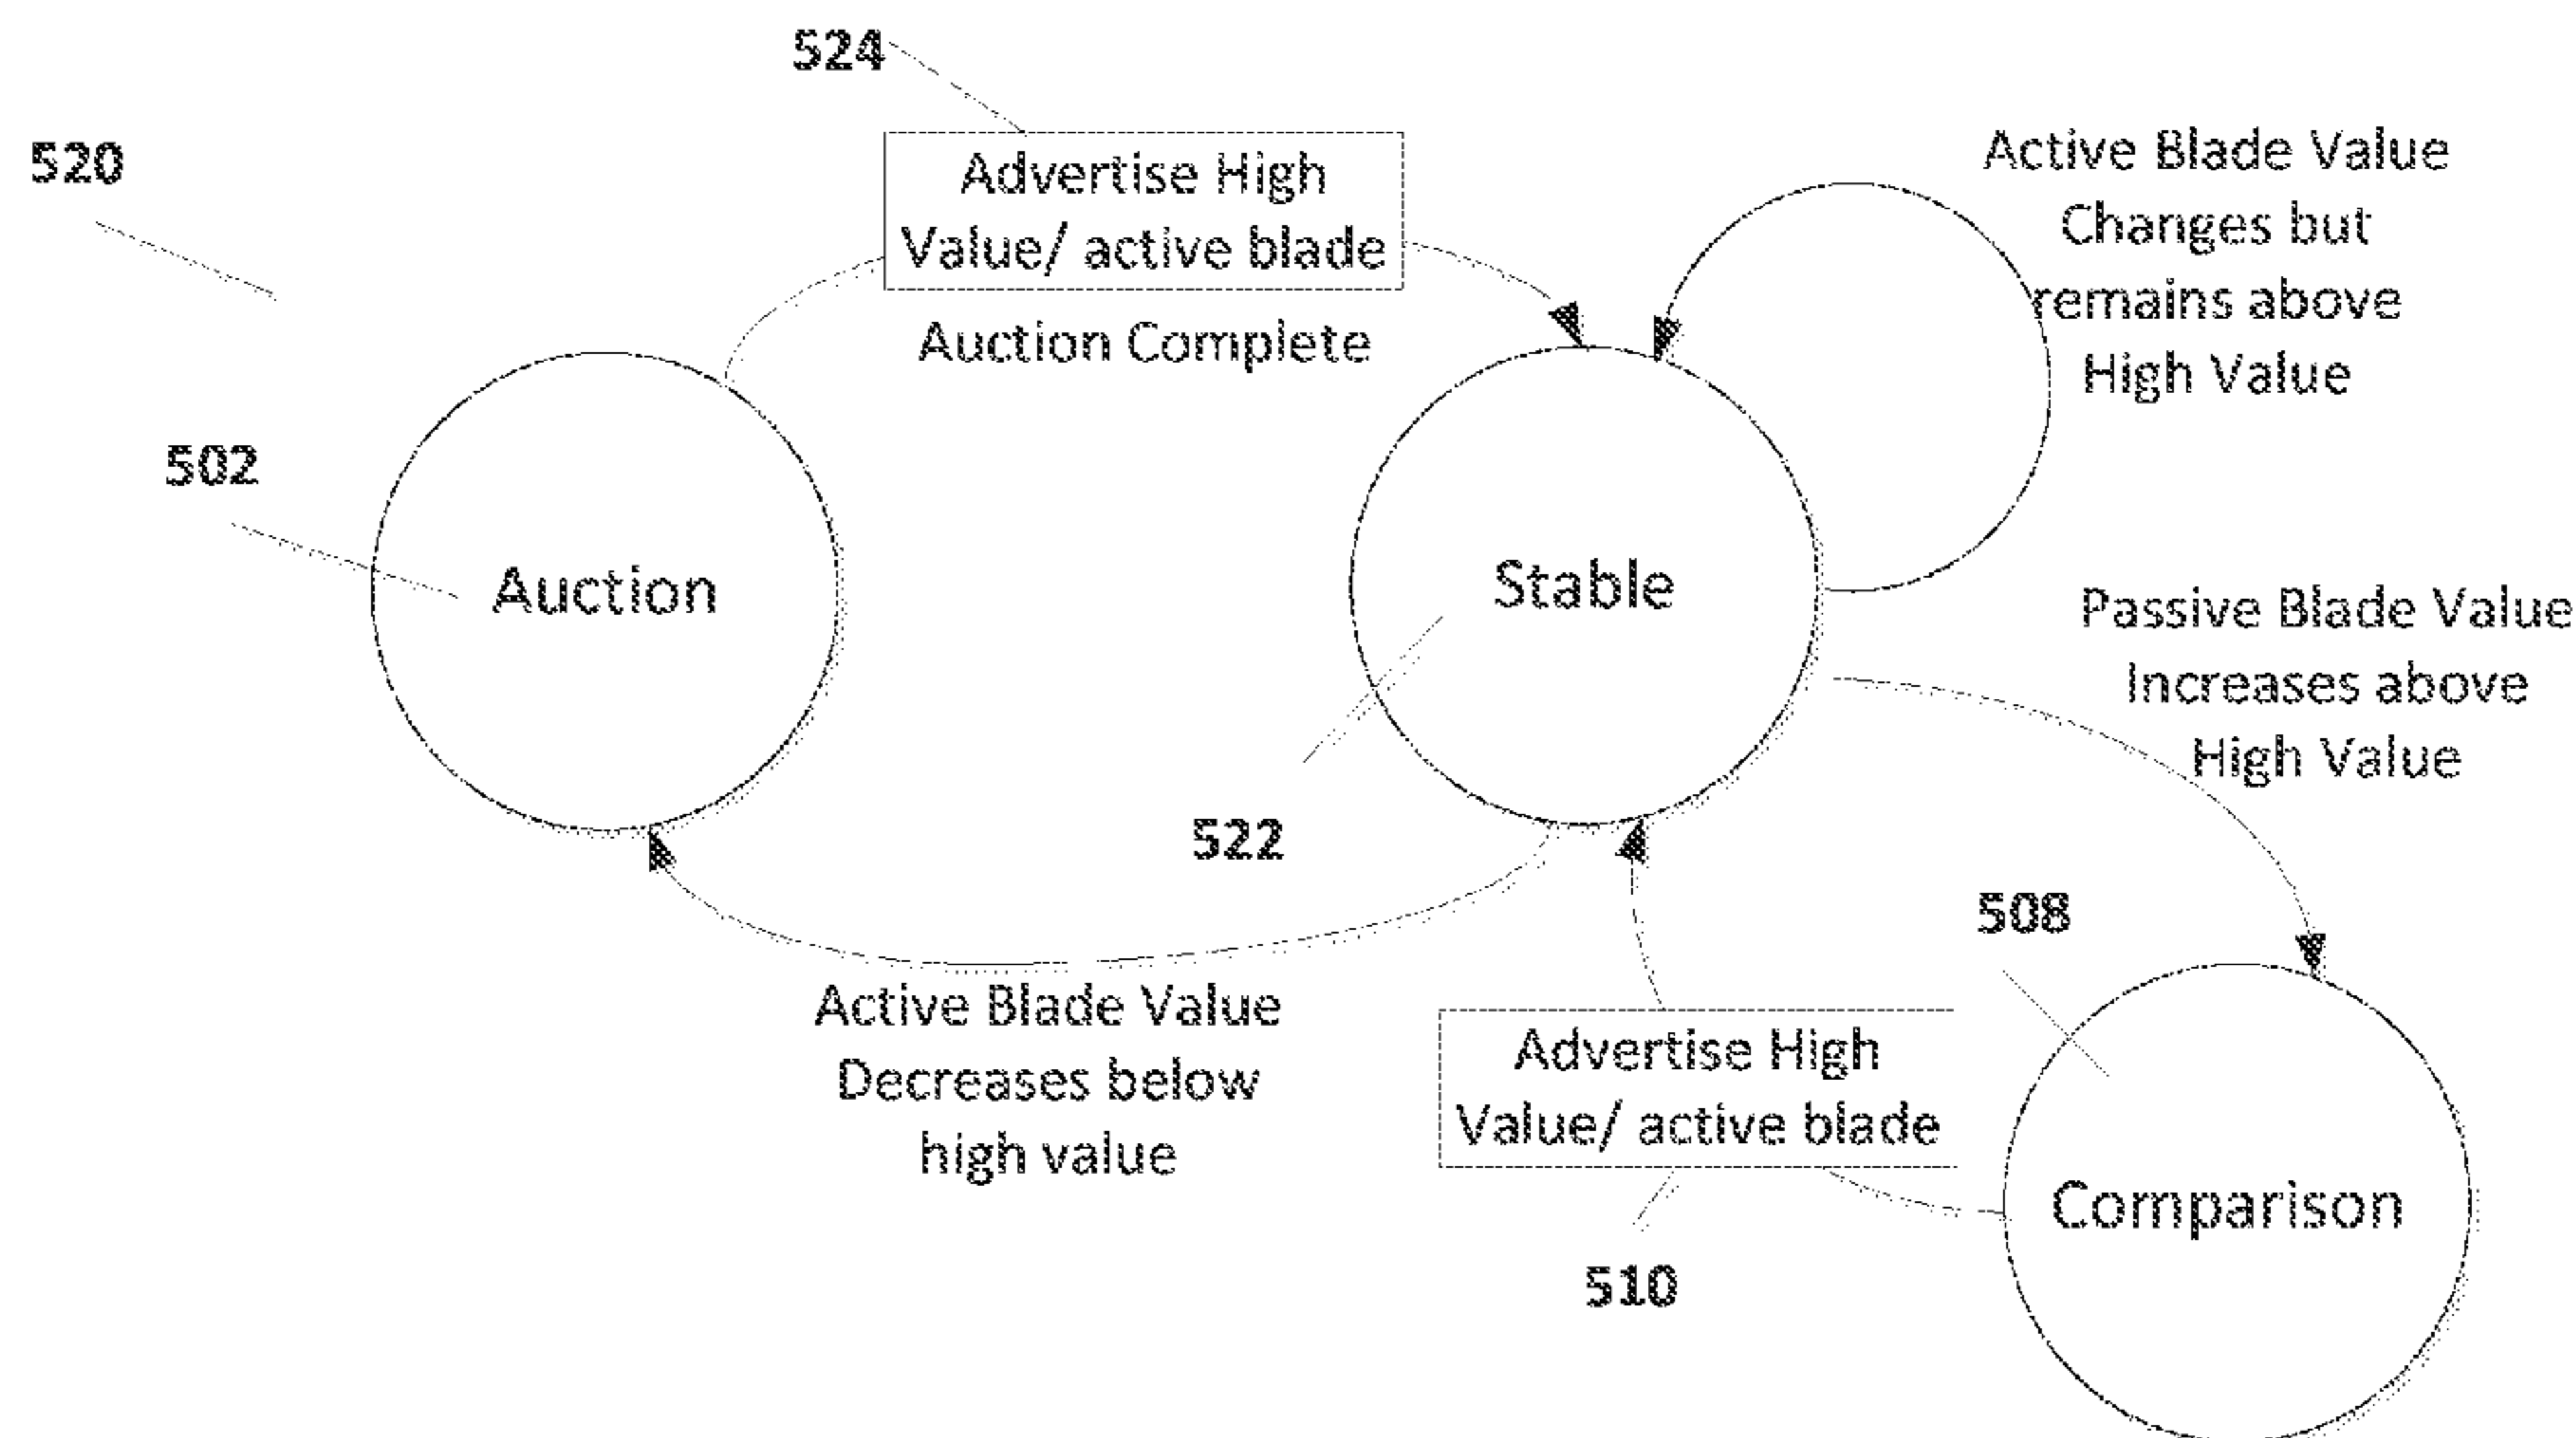 524
520
Advertise High
Value/ active blade
Auction Complete
Active Blade Value
Changes but
remains above
High Value
502
Auction
Stable
Passive Blade Value
Increases above
High Value
522
508
Active Blade Value
Decreases below
high value
Advertise High
Value/ active blade
510
Comparison